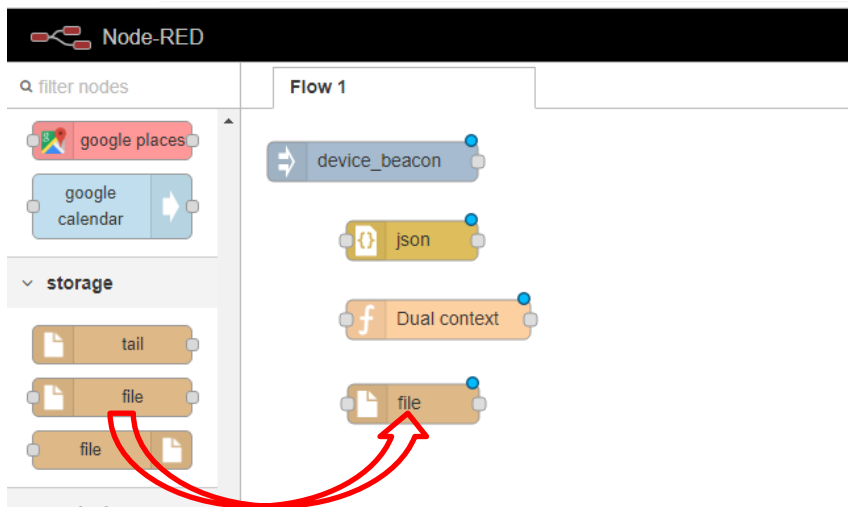 Node-RED
filter nodes
Flow 1
google places
google
calendar
storage
tail
file
file
device_beacon
{} json
f Dual context
file